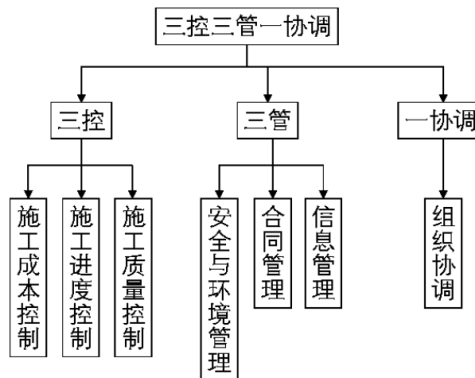 三控三管一协调
三控
三管
一协调
施工成本控制
施工进度控制
施工质量控制
安全与环境管理
合同管理
信息管理
组织协调